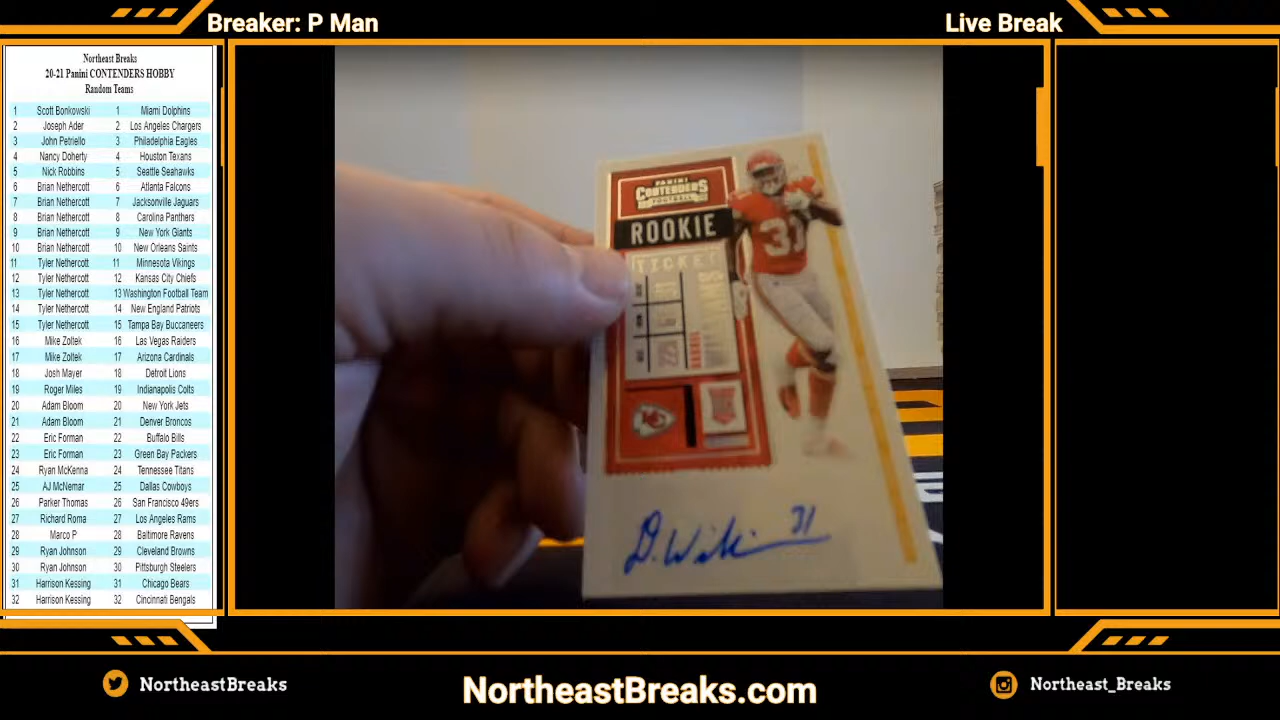 Breaker: P Man
Live Break
Northeast Breaks
20-21 Panini CONTENDERS HOBBY
Random Teams
1 Scott Bonkowski 1 Miami Dolphins
2 Joseph Ader 2 Los Angeles Chargers
3 John Petriello 3 Philadelphia Eagles
4 Nancy Doherty 4 Houston Texans
5 Nick Robbins 5 Seattle Seahawks
6 Brian Nethercott 6 Atlanta Falcons
7 Brian Nethercott 7 Jacksonville Jaguars
8 Brian Nethercott 8 Carolina Panthers
9 Brian Nethercott 9 New York Giants
10 Brian Nethercott 10 New Orleans Saints
11 Tyler Nethercott 11 Minnesota Vikings
12 Tyler Nethercott 12 Kansas City Chiefs
13 Tyler Nethercott 13 Washington Football Team
14 Tyler Nethercott 14 New England Patriots
15 Tyler Nethercott 15 Tampa Bay Buccaneers
16 Mike Zoltek 16 Las Vegas Raiders
17 Mike Zoltek 17 Arizona Cardinals
18 Josh Mayer 18 Detroit Lions
19 Roger Miles 19 Indianapolis Colts
20 Adam Bloom 20 New York Jets
21 Adam Bloom 21 Denver Broncos
22 Eric Forman 22 Buffalo Bills
23 Eric Forman 23 Green Bay Packers
24 Ryan McKenna 24 Tennessee Titans
25 AJ McNemar 25 Dallas Cowboys
26 Parker Thomas 26 San Francisco 49ers
27 Richard Roma 27 Los Angeles Rams
28 Marco P 28 Baltimore Ravens
29 Ryan Johnson 29 Cleveland Browns
30 Ryan Johnson 30 Pittsburgh Steelers
31 Harrison Kessing 31 Chicago Bears
32 Harrison Kessing 32 Cincinnati Bengals
PANINI
CONTENDERS
FOOTBALL
ROOKIE
TICKET
31
KC
31
NortheastBreaks
NortheastBreaks.com
Northeast_Breaks